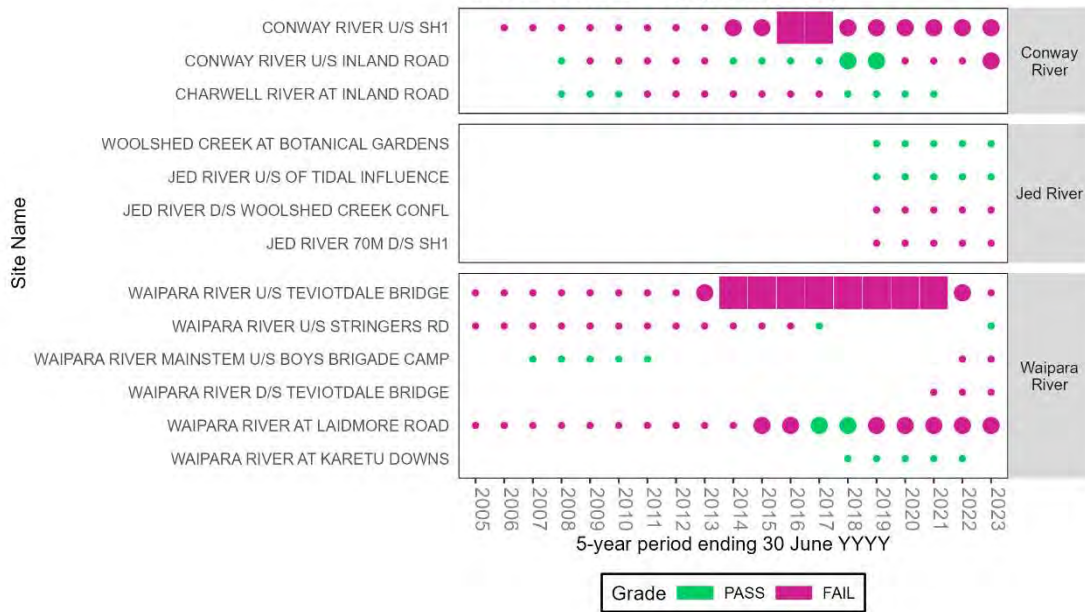 Site Name
CONWAY RIVER U/S SH1
CONWAY RIVER U/S INLAND ROAD
CHARWELL RIVER AT INLAND ROAD
Conway
River
WOOLSHED CREEK AT BOTANICAL GARDENS
JED RIVER U/S OF TIDAL INFLUENCE
JED RIVER D/S WOOLSHED CREEK CONFL
JED RIVER 70M D/S SH1
Jed River
WAIPARA RIVER U/S TEVIOTDALE BRIDGE
WAIPARA RIVER U/S STRINGERS RD
WAIPARA RIVER MAINSTEM U/S BOYS BRIGADE CAMP
WAIPARA RIVER D/S TEVIOTDALE BRIDGE
WAIPARA RIVER AT LAIDMORE ROAD
WAIPARA RIVER AT KARETU DOWNS
Waipara
River
2005
2006
2007
2008
2009
2010
2011
2012
2013
2014
2015
2016
2017
2018
2019
2020
2021
2022
2023
5-year period ending 30 June YYYY
Grade PASS FAIL